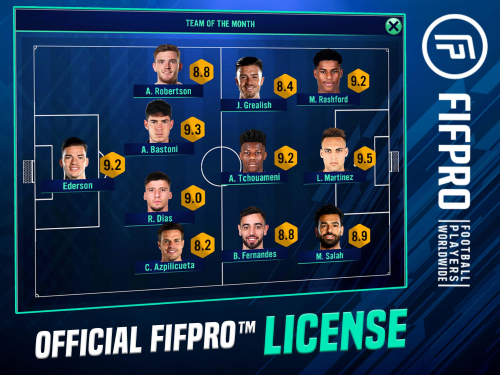 TEAM OF THE MONTH
X
8.8
A. Robertson
8.4
J. Grealish
9.2
M. Rashford
9.3
A. Bastoni
9.2
Ederson
9.2
A. Tchouameni
9.5
L. Martinez
9.0
R. Dias
8.2
C. Azpilicueta
8.8
B. Fernandes
8.9
M. Salah
FIFPRO
FOOTBALL
PLAYERS
WORLDWIDE
OFFICIAL FIFPRO™ LICENSE